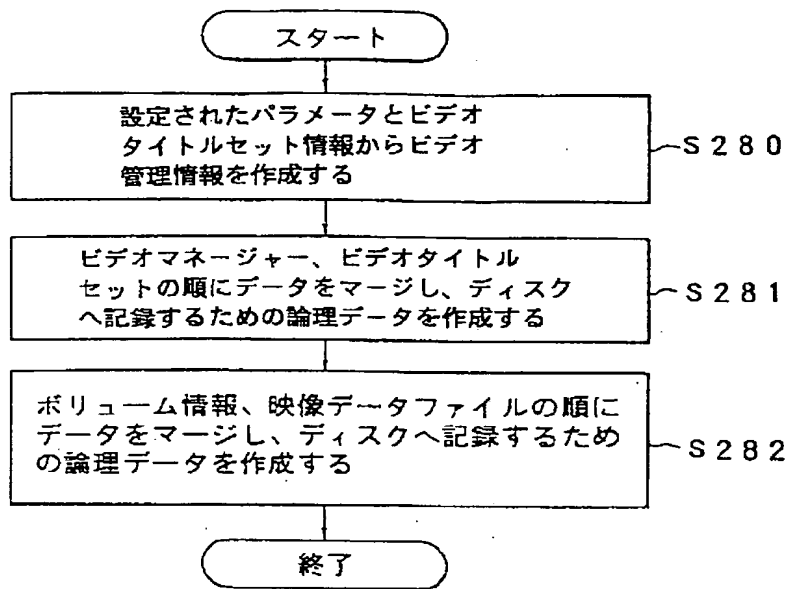 スタート
設定されたパラメータとビデオ
タイトルセット情報からビデオ
管理情報を作成する
S280
ビデオマネージャー、ビデオタイトル
セットの順にデータをマージし、ディスク
へ記録するための論理データを作成する
S281
ボリューム情報、映像データファイルの順に
データをマージし、ディスクへ記録するため
の論理データを作成する
S282
終了